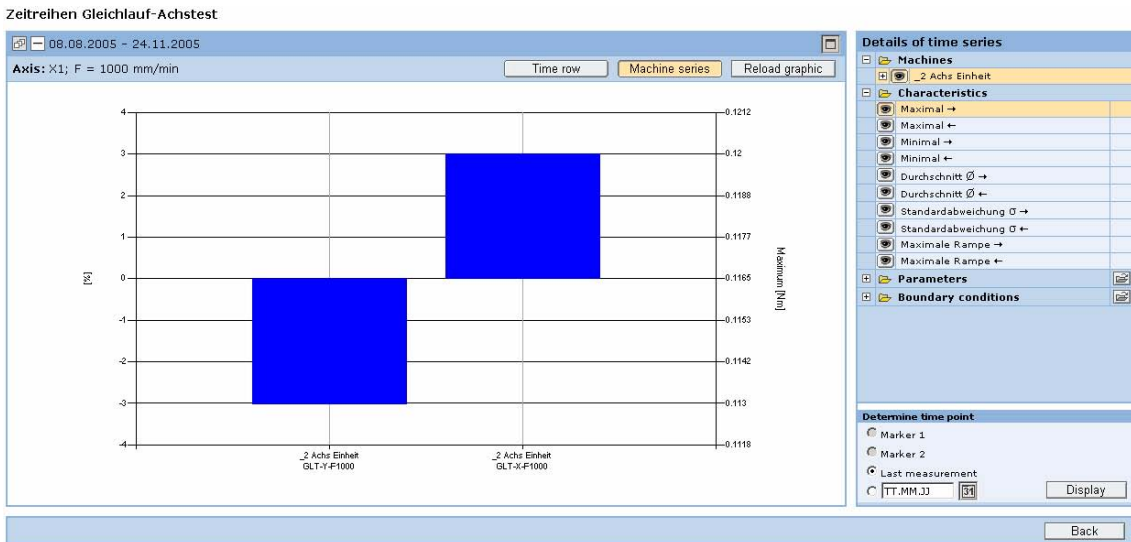 Zeitreihen Gleichlauf-Achstest
08.08.2005 - 24.11.2005
Axis: X1; F = 1000 mm/min
Time row
Machine series
Reload graphic
4
3
2
1
0
-1
-2
-3
-4
[%]
0.1212
0.12
0.1188
0.1177
0.1165
0.1153
0.1142
0.113
0.1118
Maximum [Nm]
_2 Achs Einheit
GLT-Y-F1000
_2 Achs Einheit
GLT-X-F1000
Details of time series
Machines
_2 Achs Einheit
Characteristics
Maximal →
Maximal ←
Minimal →
Minimal ←
Durchschnitt Ø →
Durchschnitt Ø ←
Standardabweichung σ →
Standardabweichung σ ←
Maximale Rampe →
Maximale Rampe ←
Parameters
Boundary conditions
Determine time point
Marker 1
Marker 2
Last measurement
TT.MM.JJ
31
Display
Back